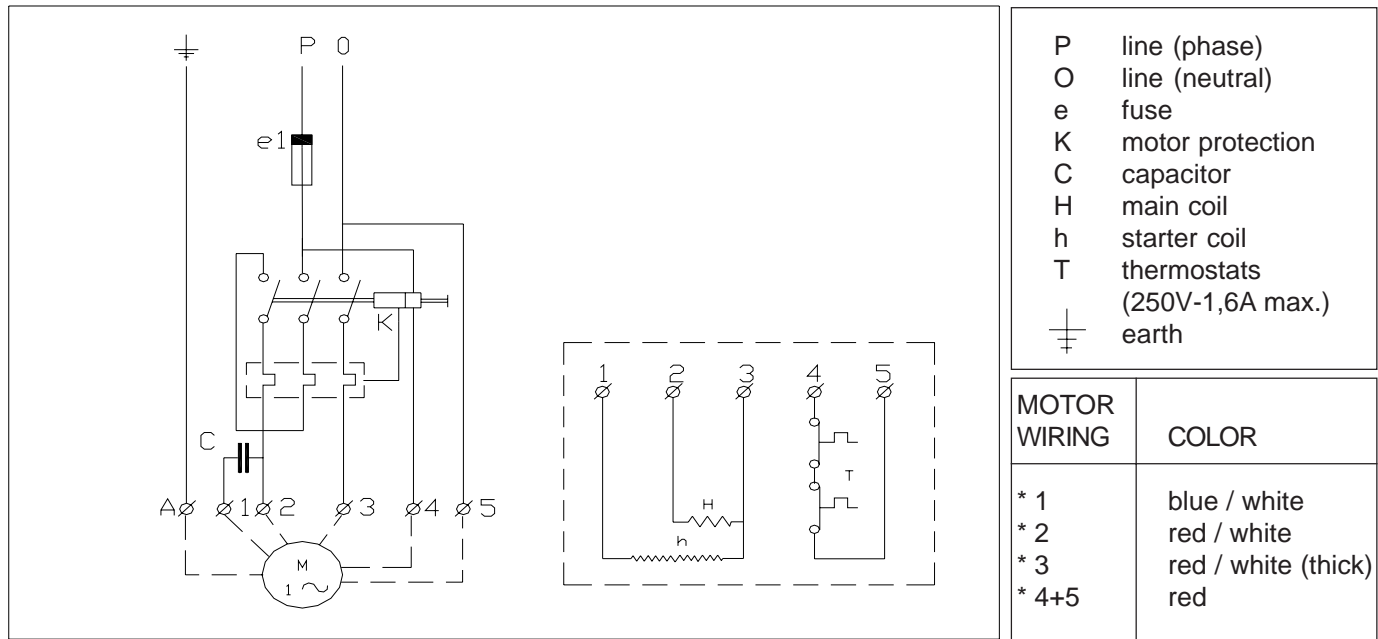 P O
e1
K
C
A 1 2 3 4 5
M
1
1 2 3 4 5
T
H
h
P line (phase)
O line (neutral)
e fuse
K motor protection
C capacitor
H main coil
h starter coil
T thermostats
(250V-1,6A max.)
earth
MOTOR
WIRING COLOR
* 1 blue / white
* 2 red / white
* 3 red / white (thick)
* 4+5 red